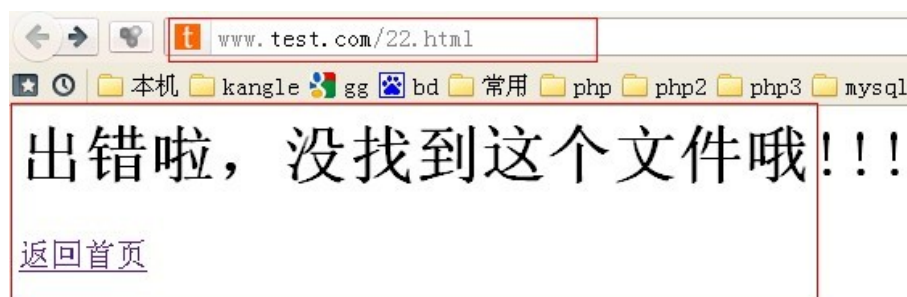 t www.test.com/22.html
本机 kangle gg bd 常用 php php2 php3 mysql
出错啦，没找到这个文件哦!!!
返回首页